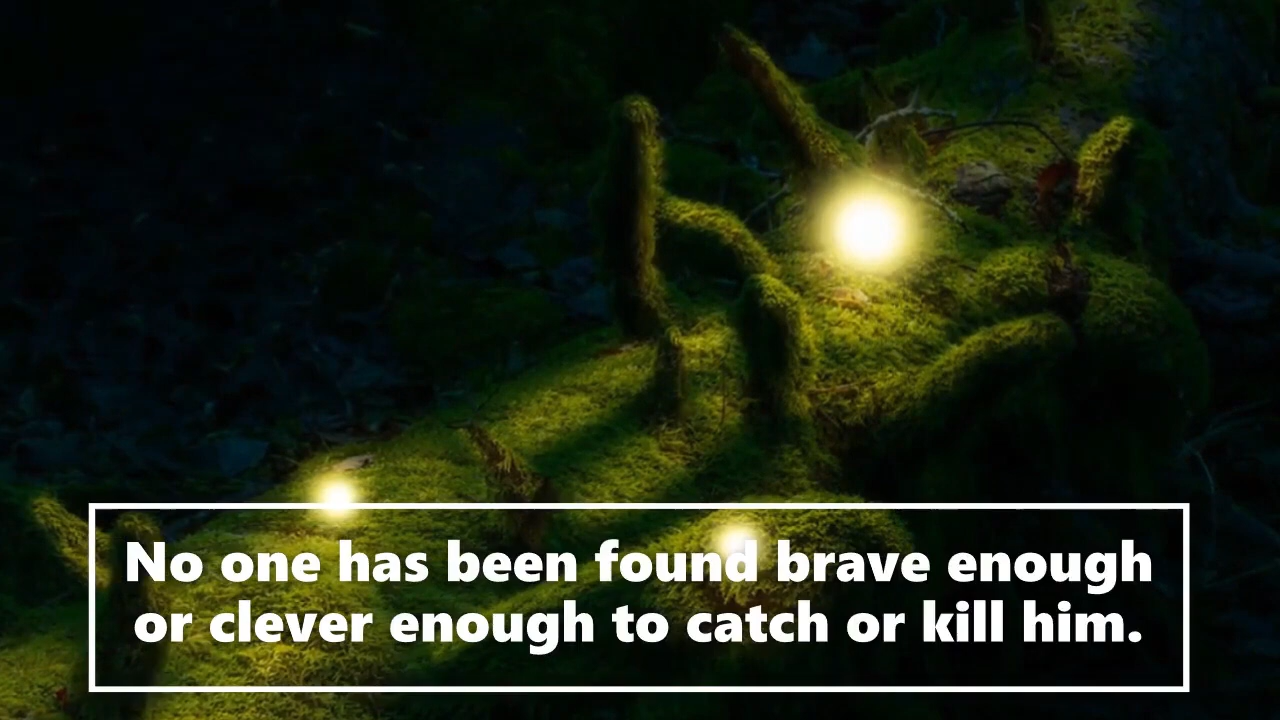 No one has been found brave enough
or clever enough to catch or kill him.